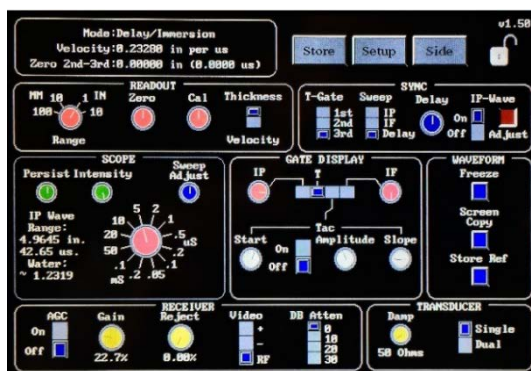 Mode:Delay/Immersion
Velocity:0.23280 in per us
Zero 2nd-3rd:0.00000 in (0.0000 us)
Store
Setup
Side
v1.50
READOUT
MM 10 1 IN
100 10
Range
Zero
Cal
Thickness
Velocity
SYNC
T-Gate
1st
2nd
3rd
Sweep
IP
IF
Delay
Delay
IP-Wave
On
Off
Adjust
SCOPE
Persist
Intensity
Sweep
Adjust
IP Wave
Range:
4.9645 in.
42.65 us.
Water:
~ 1.2319
5 2
10 1
20 .5
uS
50 .2
.1 .1
mS
.2 .05
GATE DISPLAY
IP
T
IF
Tac
Start
On
Off
Amplitude
Slope
WAVEFORM
Freeze
Screen
Copy
Store Ref
RECEIVER
AGC
On
Off
Gain
22.7%
Reject
0.00%
Video
+
-
RF
DB Atten
0
10
20
30
TRANSDUCER
Damp
50 Ohms
Single
Dual